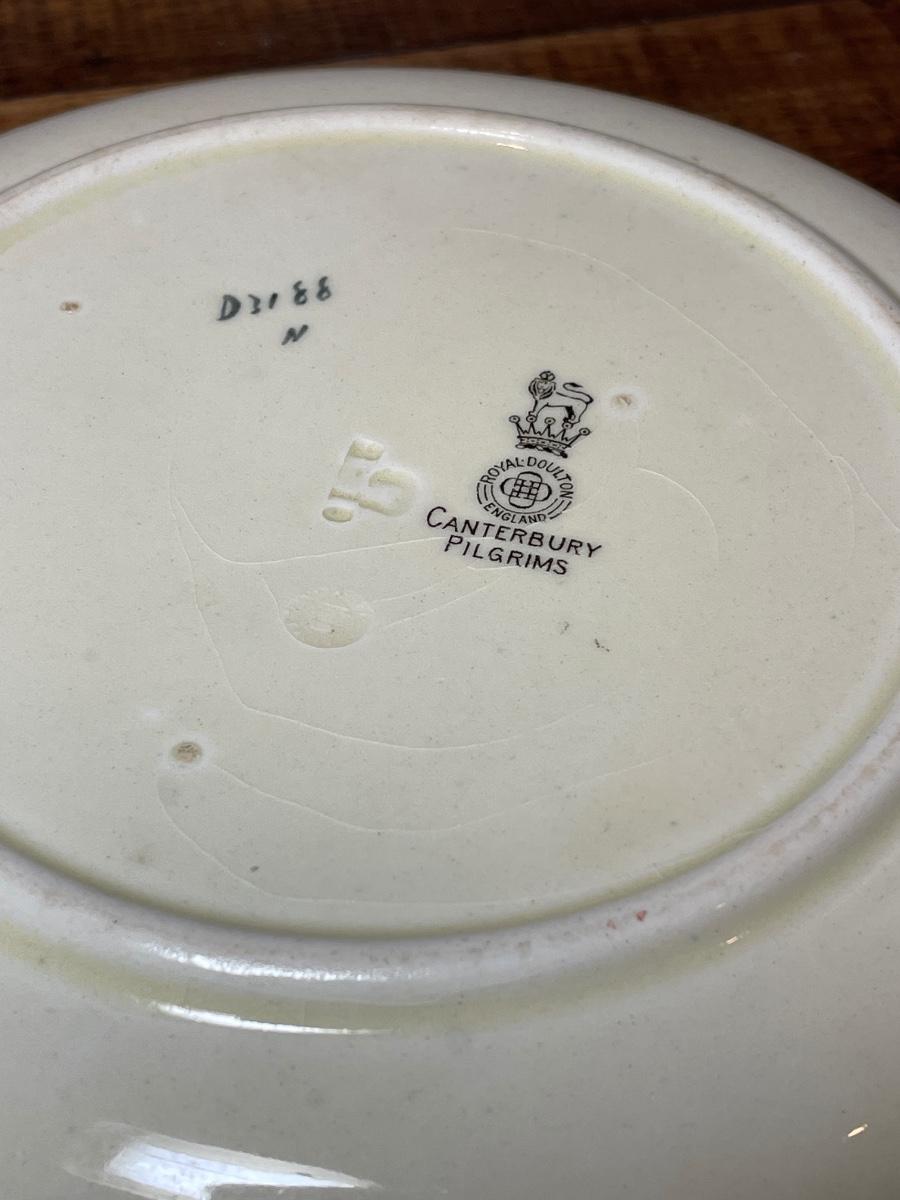 D3188
N
ROYAL·DOULTON
ENGLAND
CANTERBURY
PILGRIMS